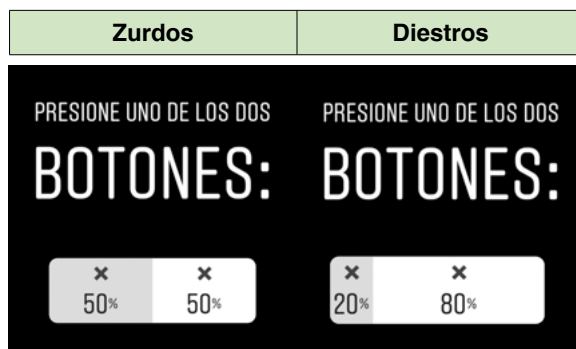 Zurdos Diestros
PRESIONE UNO DE LOS DOS PRESIONE UNO DE LOS DOS
BOTONES: BOTONES:
× × × ×
50% 50% 20% 80%